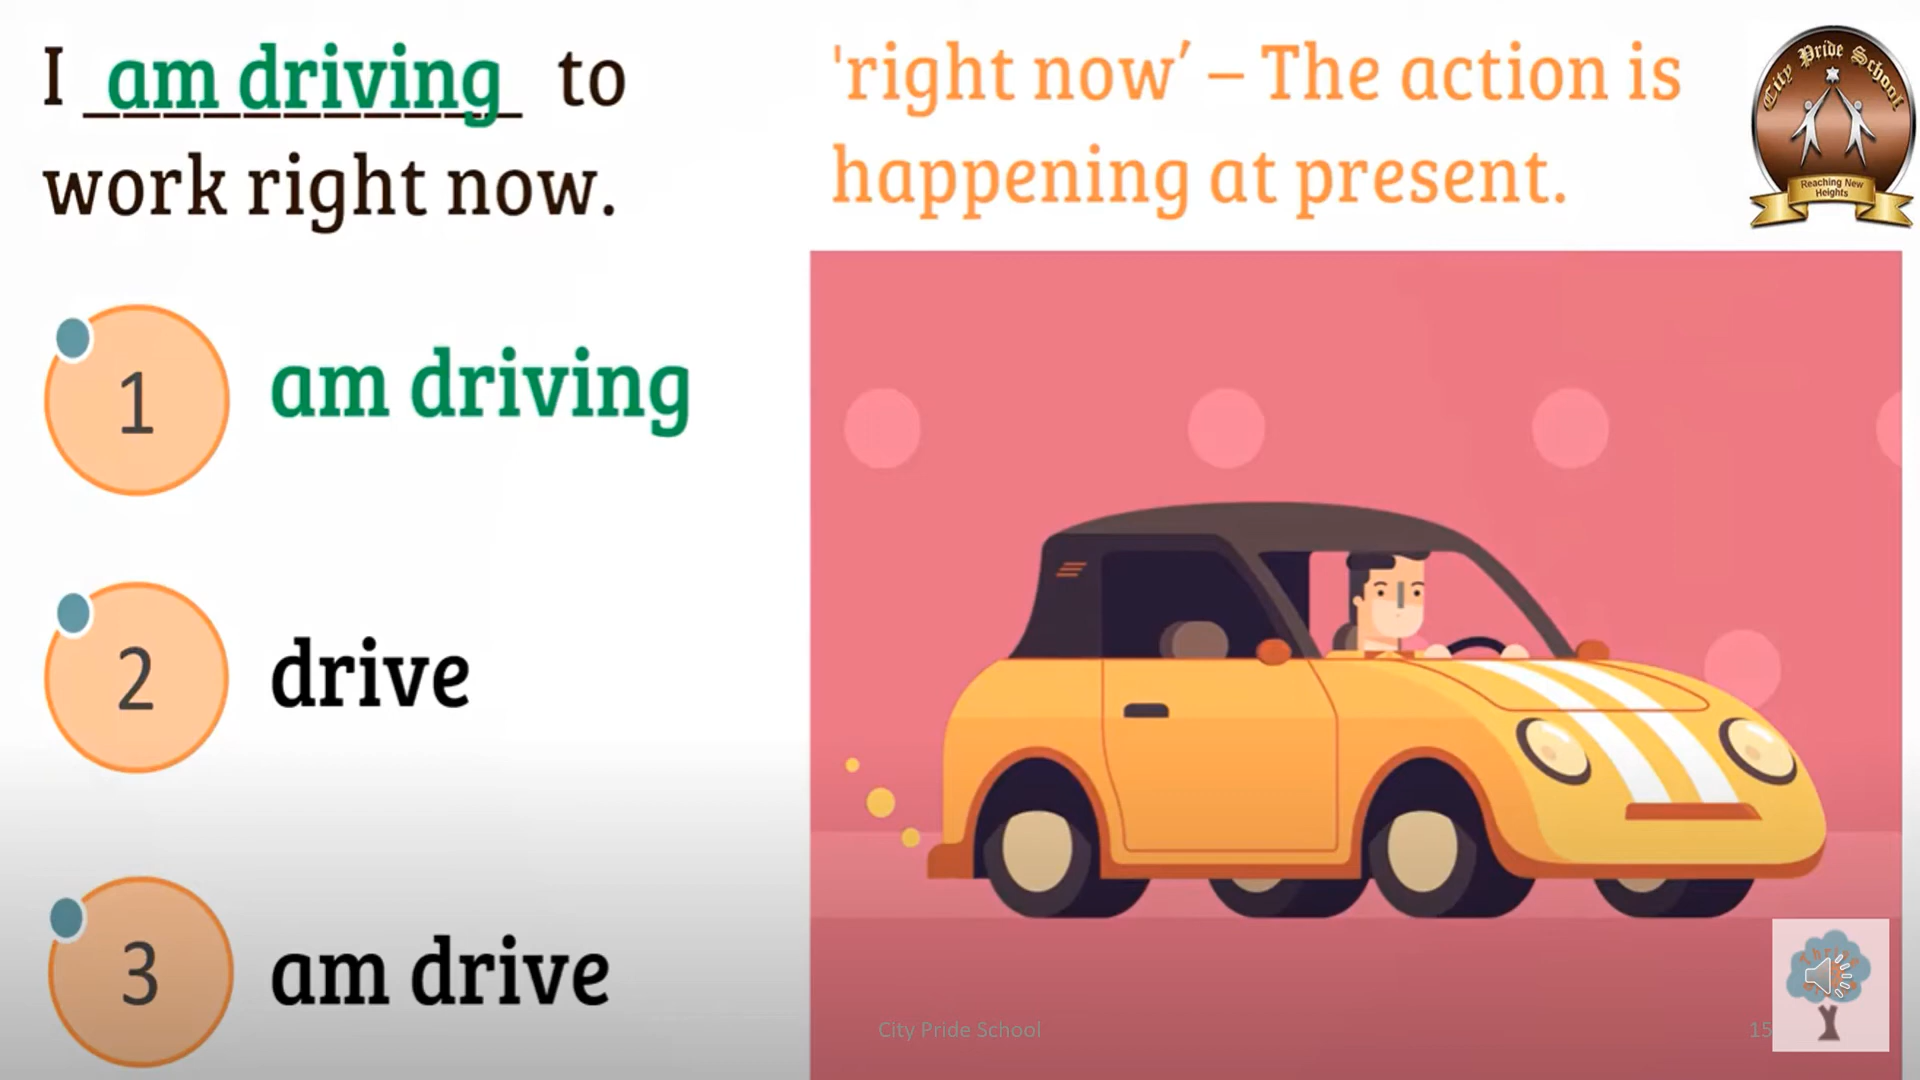 I am driving to
work right now.
'right now’ – The action is
happening at present.
City Pride School
Reaching New
Heights
1 am driving
2 drive
3 am drive
City Pride School
15